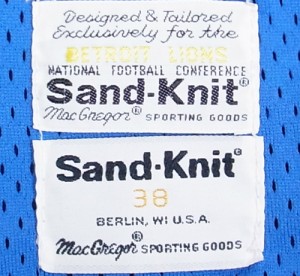 Designed & Tailored
Exclusively for the
DETROIT LIONS
NATIONAL FOOTBALL CONFERENCE
Sand-Knit®
MacGregor® SPORTING GOODS
Sand-Knit®
38
BERLIN, WI U.S.A.
MacGregor® SPORTING GOODS